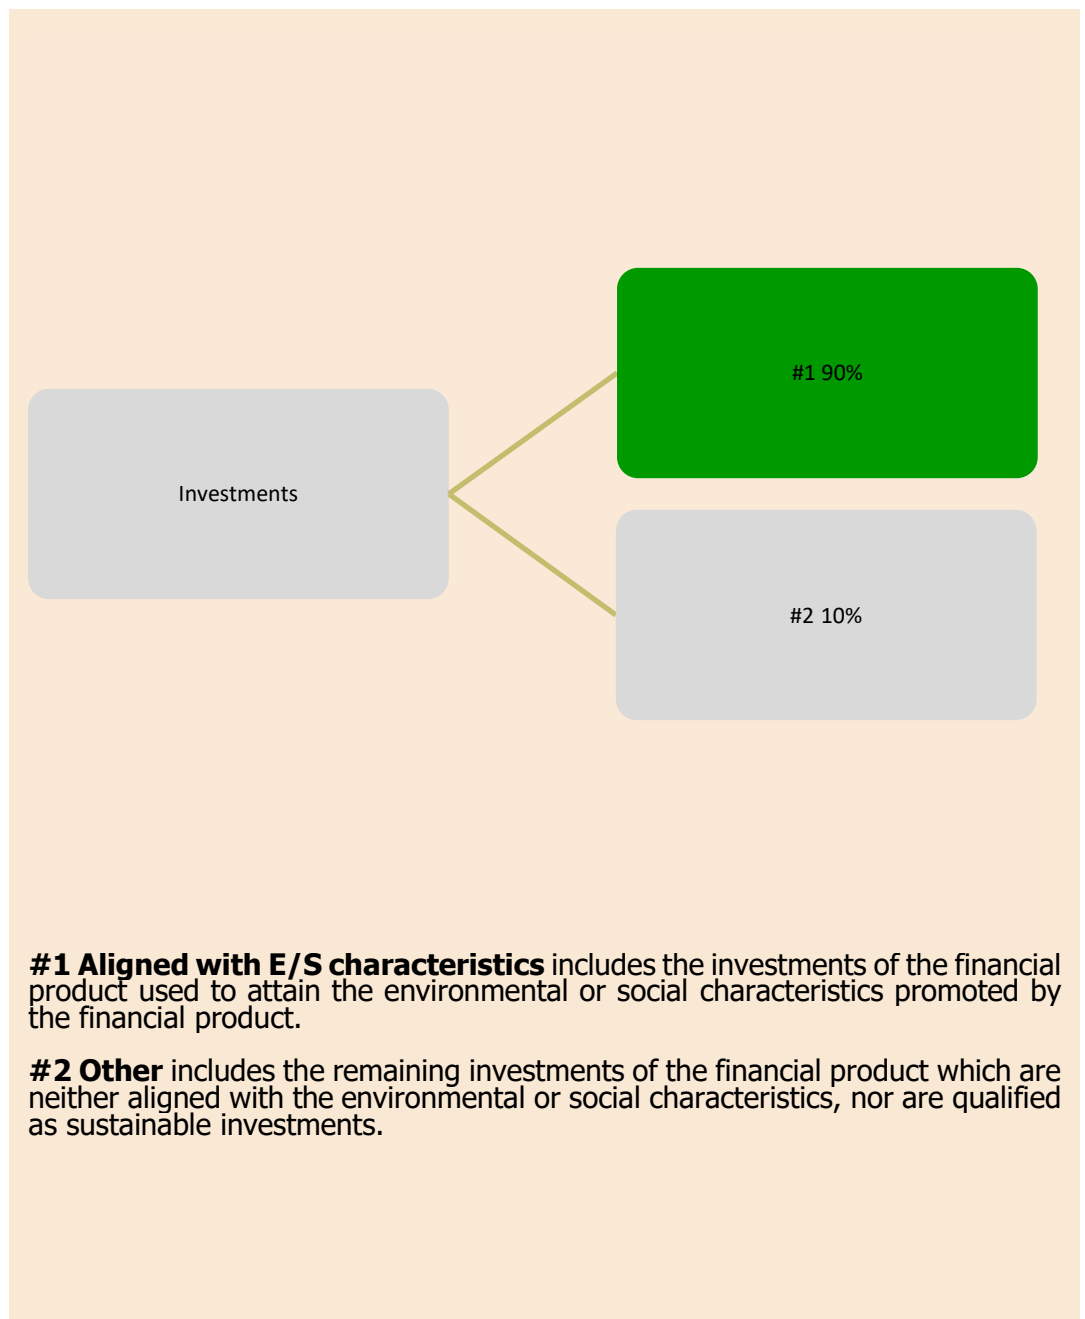 #1 90%
Investments
#2 10%
#1 Aligned with E/S characteristics includes the investments of the financial
product used to attain the environmental or social characteristics promoted by
the financial product.
#2 Other includes the remaining investments of the financial product which are
neither aligned with the environmental or social characteristics, nor are qualified
as sustainable investments.